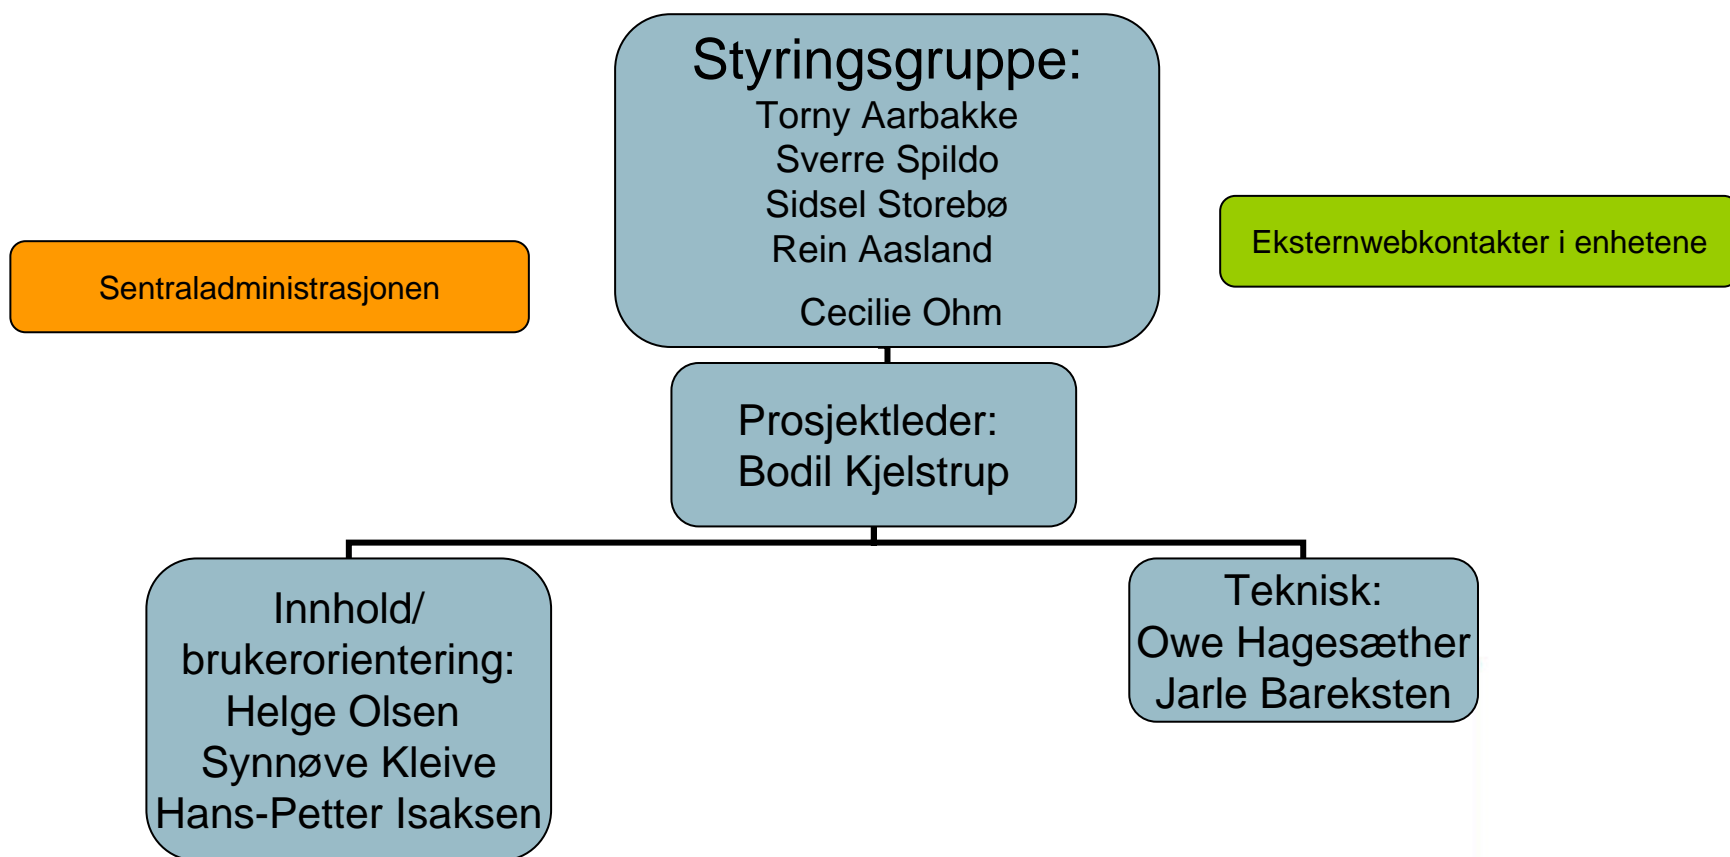 Styringsgruppe:
Torny Aarbakke
Sverre Spildo
Sidsel Storebø
Rein Aasland
Cecilie Ohm
Sentraladministrasjonen
Eksternwebkontakter i enhetene
Prosjektleder:
Bodil Kjelstrup
Innhold/
brukerorientering:
Helge Olsen
Synnøve Kleive
Hans-Petter Isaksen
Teknisk:
Owe Hagesæther
Jarle Bareksten